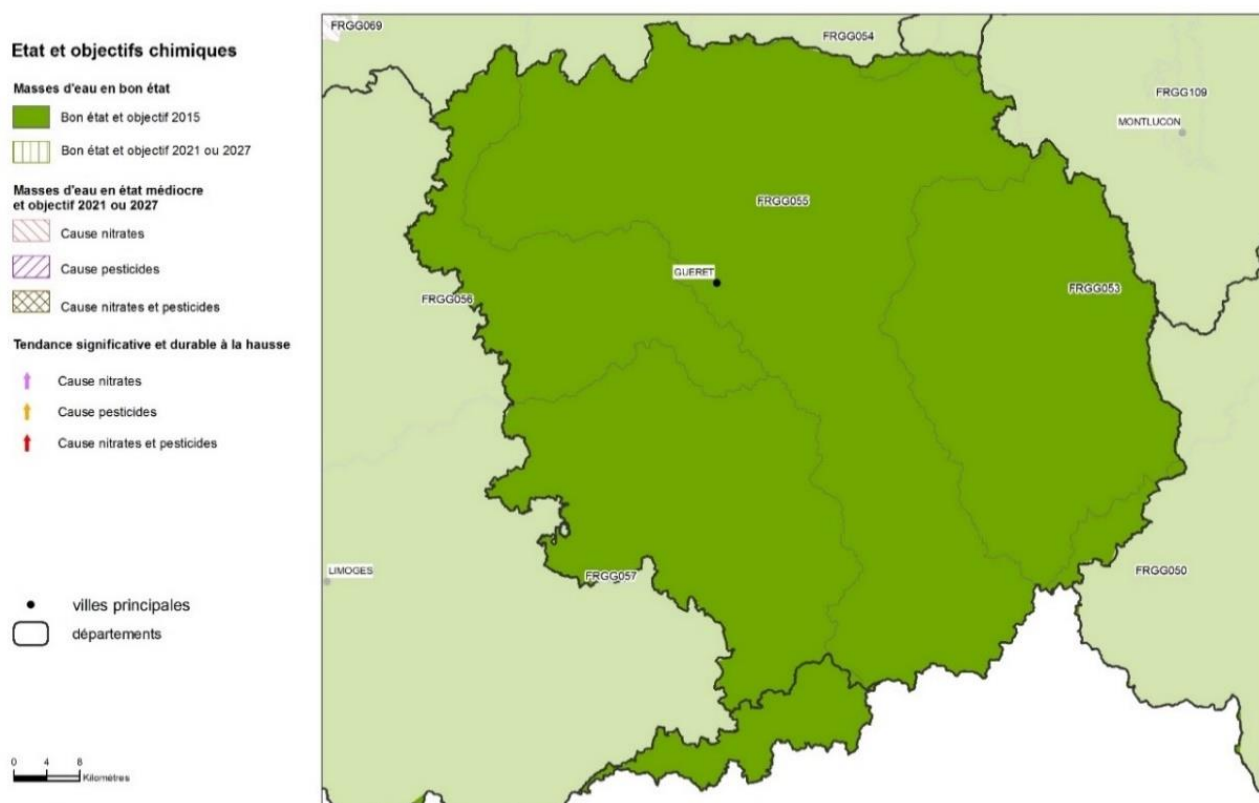 Etat et objectifs chimiques
Masses d'eau en bon état
Bon état et objectif 2015
Bon état et objectif 2021 ou 2027
Masses d'eau en état médiocre
et objectif 2021 ou 2027
Cause nitrates
Cause pesticides
Cause nitrates et pesticides
Tendance significative et durable à la hausse
Cause nitrates
Cause pesticides
Cause nitrates et pesticides
villes principales
départements
0 4 8
Kilomètres
FRGG069
FRGG054
FRGG109
MONTLUCON
FRGG055
GUERET
FRGG053
FRGG056
LIMOGES
FRGG057
FRGG050